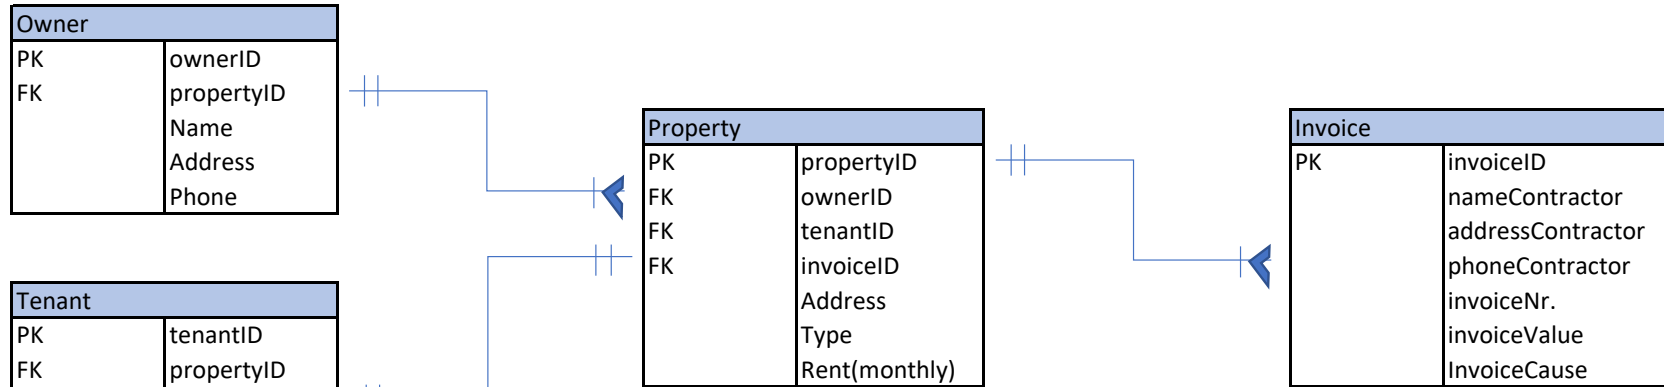 Owner
PK ownerID
FK propertyID
Name
Address
Phone
Tenant
PK tenantID
FK propertyID
Property
PK propertyID
FK ownerID
FK tenantID
FK invoiceID
Address
Type
Rent(monthly)
Invoice
PK invoiceID
nameContractor
addressContractor
phoneContractor
invoiceNr.
invoiceValue
InvoiceCause